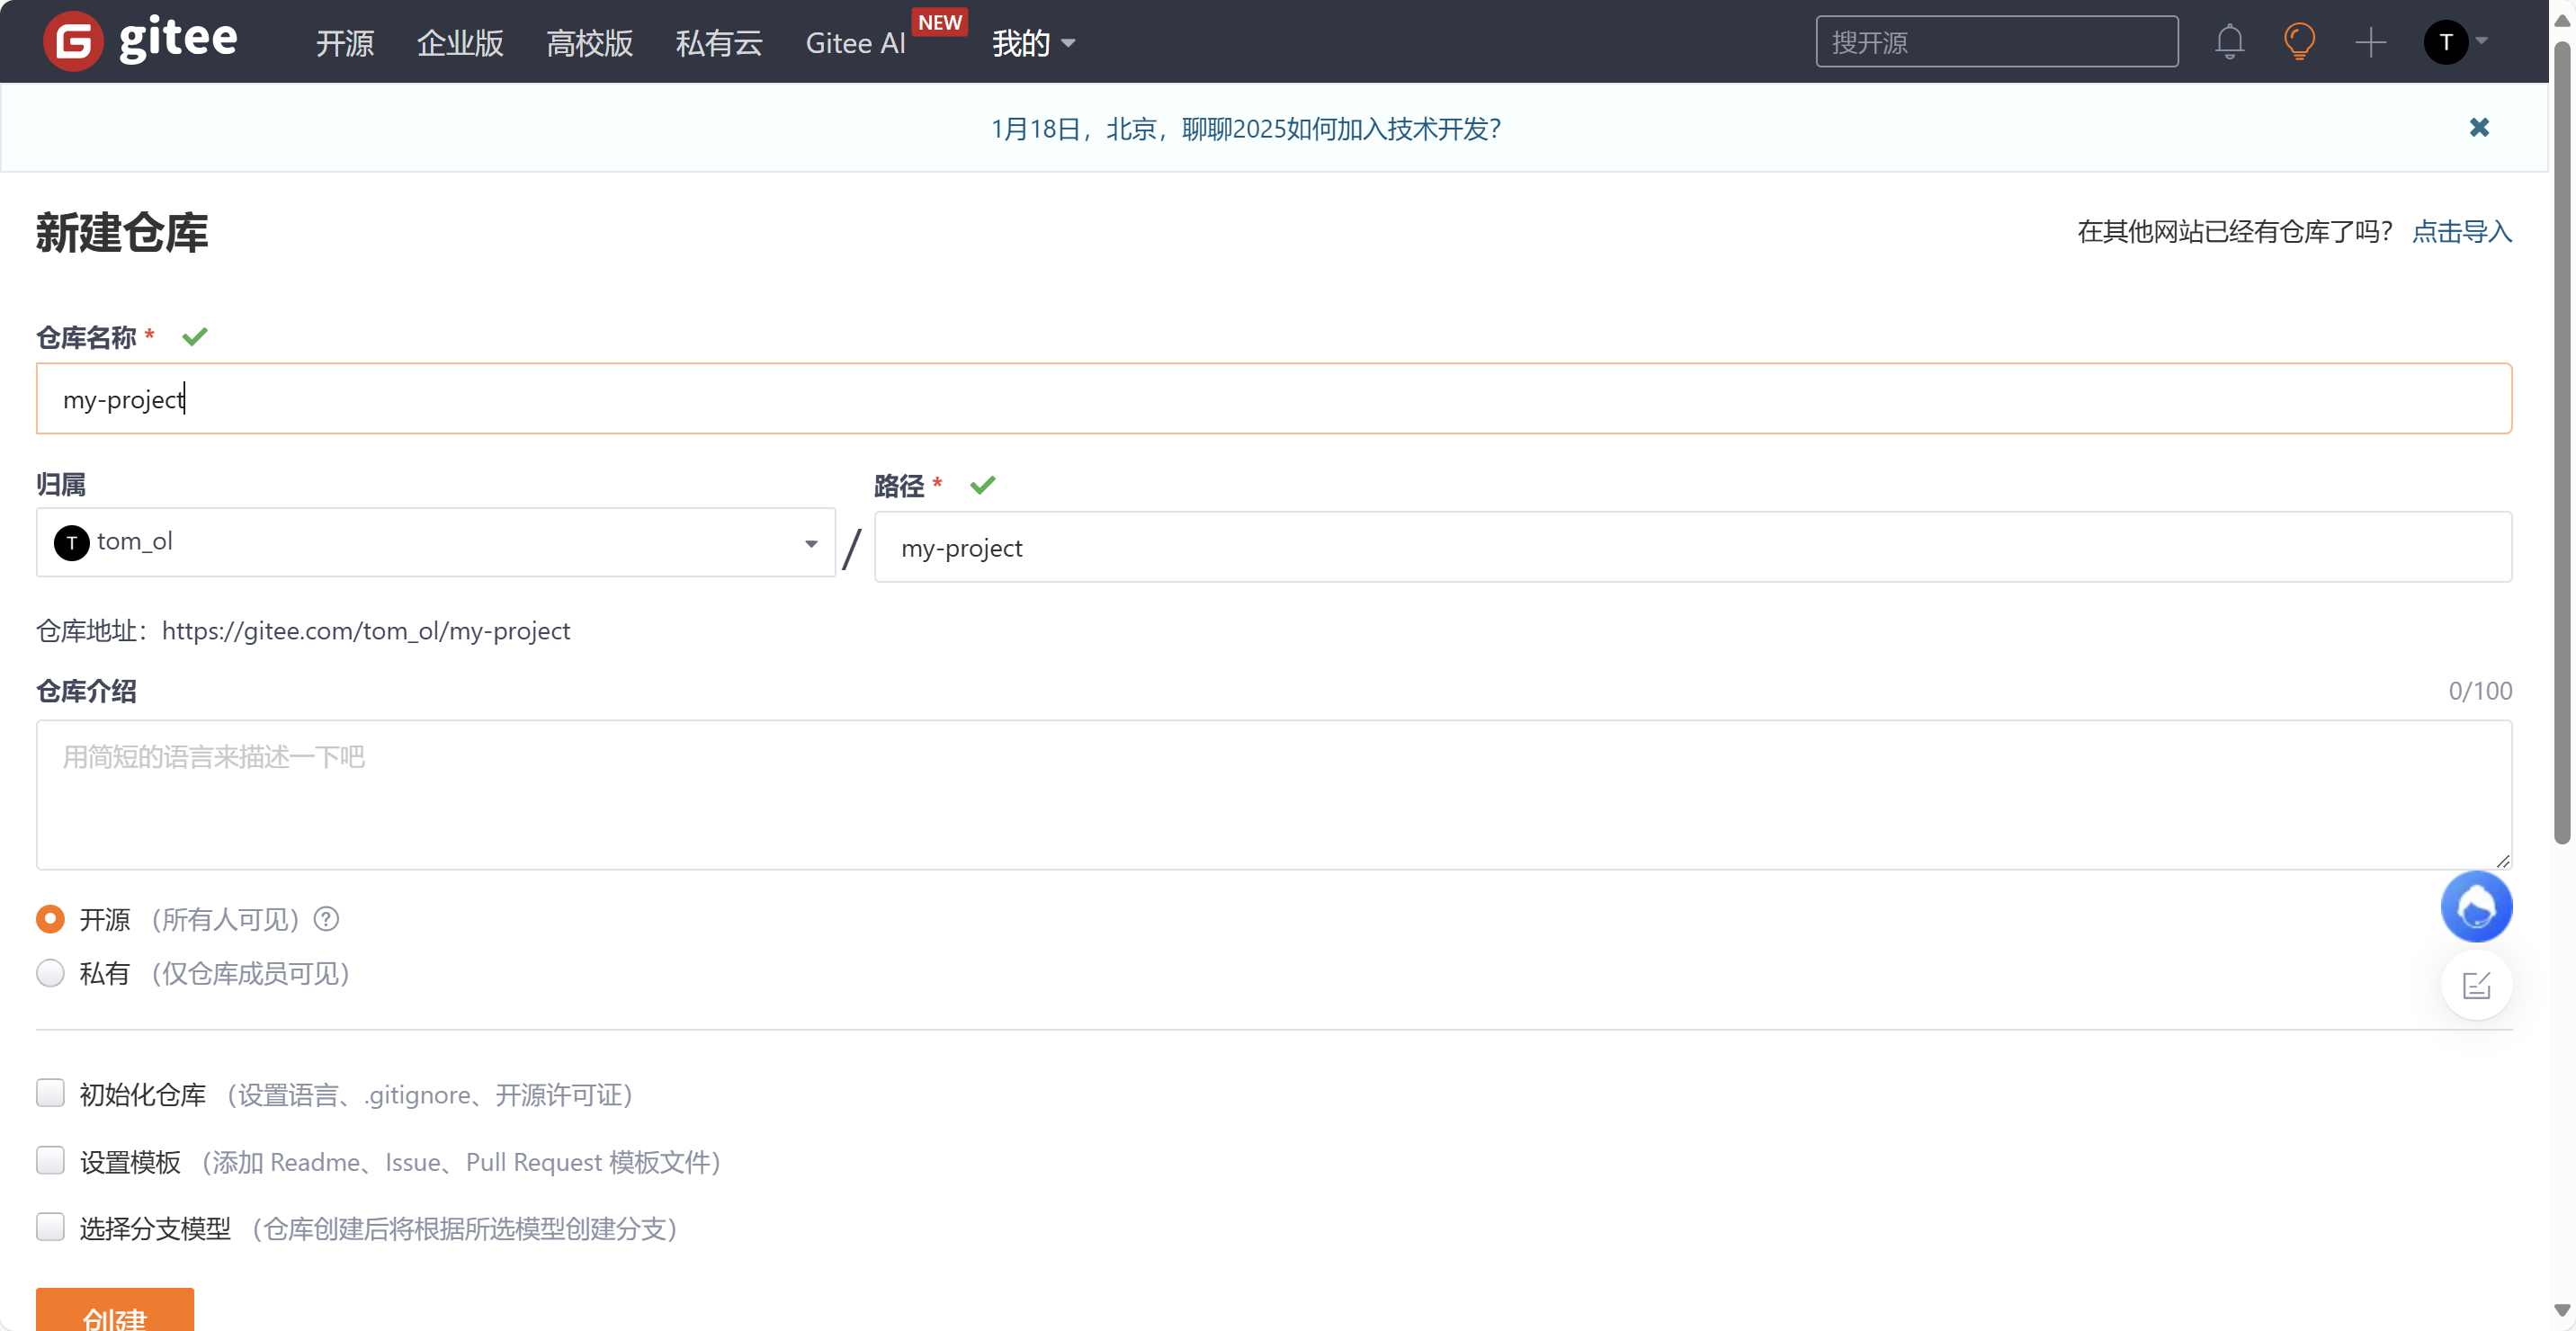 gitee 开源 企业版 高校版 私有云 Gitee AI NEW 我的 搜开源 T
1月18日，北京，聊聊2025如何加入技术开发？
新建仓库 在其他网站已经有仓库了吗？ 点击导入
仓库名称 *
my-project
归属 路径 *
T tom_ol / my-project
仓库地址：https://gitee.com/tom_ol/my-project
仓库介绍 0/100
用简短的语言来描述一下吧
开源 （所有人可见） ?
私有 （仅仓库成员可见）
初始化仓库 （设置语言、.gitignore、开源许可证）
设置模板 （添加 Readme、Issue、Pull Request 模板文件）
选择分支模型 （仓库创建后将根据所选模型创建分支）
创建